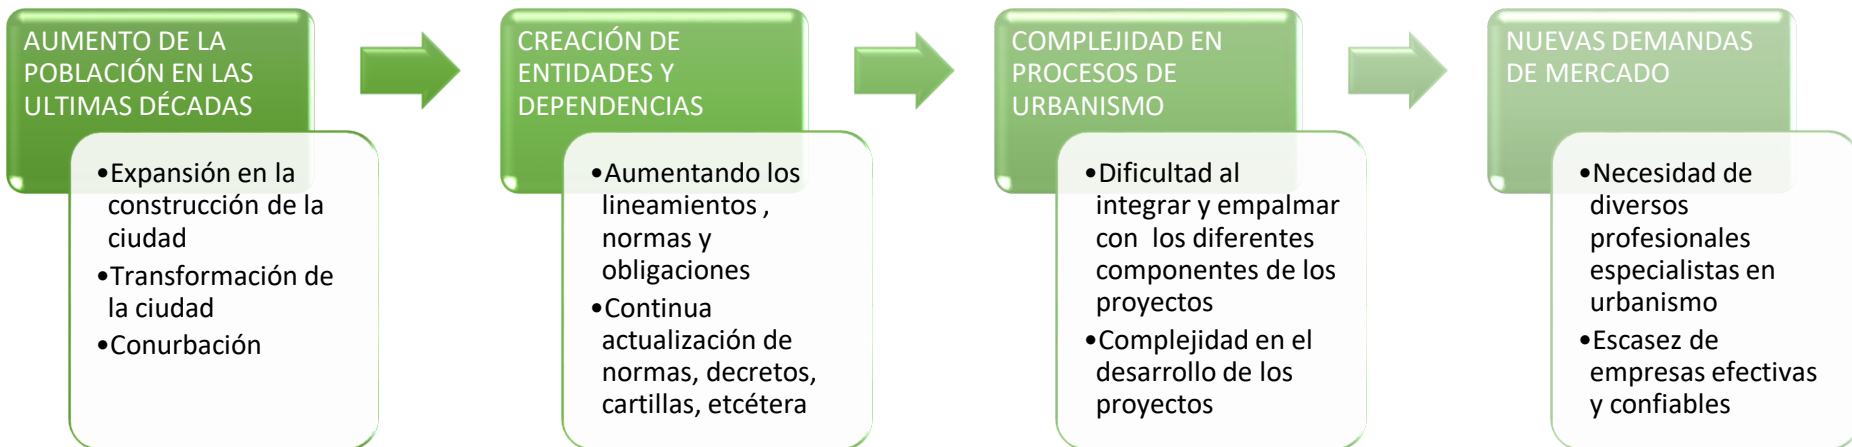 AUMENTO DE LA
POBLACIÓN EN LAS
ULTIMAS DÉCADAS
•Expansión en la
construcción de la
ciudad
•Transformación de
la ciudad
•Conurbación
CREACIÓN DE
ENTIDADES Y
DEPENDENCIAS
•Aumentando los
lineamientos ,
normas y
obligaciones
•Continua
actualización de
normas, decretos,
cartillas, etcétera
COMPLEJIDAD EN
PROCESOS DE
URBANISMO
•Dificultad al
integrar y empalmar
con los diferentes
componentes de los
proyectos
•Complejidad en el
desarrollo de los
proyectos
NUEVAS DEMANDAS
DE MERCADO
•Necesidad de
diversos
profesionales
especialistas en
urbanismo
•Escasez de
empresas efectivas
y confiables